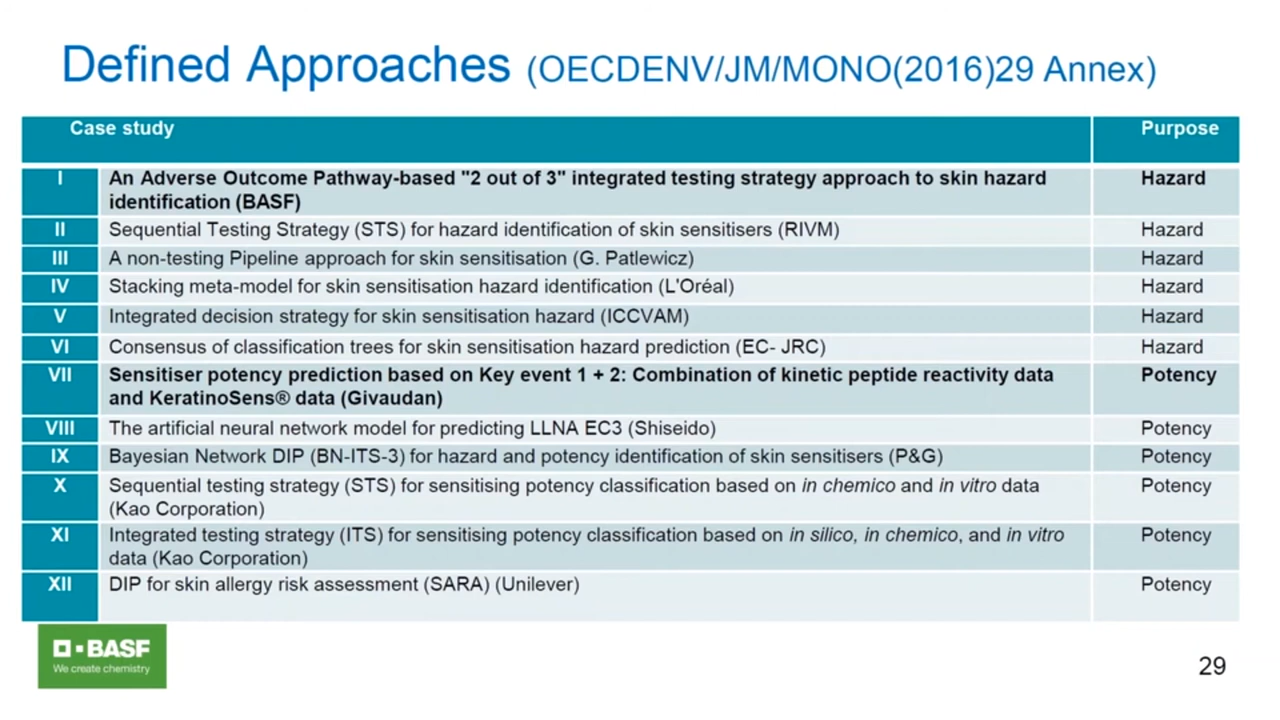 Defined Approaches (OECDENV/JM/MONO(2016)29 Annex)
Case study Purpose
I An Adverse Outcome Pathway-based "2 out of 3" integrated testing strategy approach to skin hazard Hazard
identification (BASF)
II Sequential Testing Strategy (STS) for hazard identification of skin sensitisers (RIVM) Hazard
III A non-testing Pipeline approach for skin sensitisation (G. Patlewicz) Hazard
IV Stacking meta-model for skin sensitisation hazard identification (L'Oréal) Hazard
V Integrated decision strategy for skin sensitisation hazard (ICCVAM) Hazard
VI Consensus of classification trees for skin sensitisation hazard prediction (EC- JRC) Hazard
VII Sensitiser potency prediction based on Key event 1 + 2: Combination of kinetic peptide reactivity data Potency
and KeratinoSens® data (Givaudan)
VIII The artificial neural network model for predicting LLNA EC3 (Shiseido) Potency
IX Bayesian Network DIP (BN-ITS-3) for hazard and potency identification of skin sensitisers (P&G) Potency
X Sequential testing strategy (STS) for sensitising potency classification based on in chemico and in vitro data Potency
(Kao Corporation)
XI Integrated testing strategy (ITS) for sensitising potency classification based on in silico, in chemico, and in vitro Potency
data (Kao Corporation)
XII DIP for skin allergy risk assessment (SARA) (Unilever) Potency
BASF
We create chemistry
29